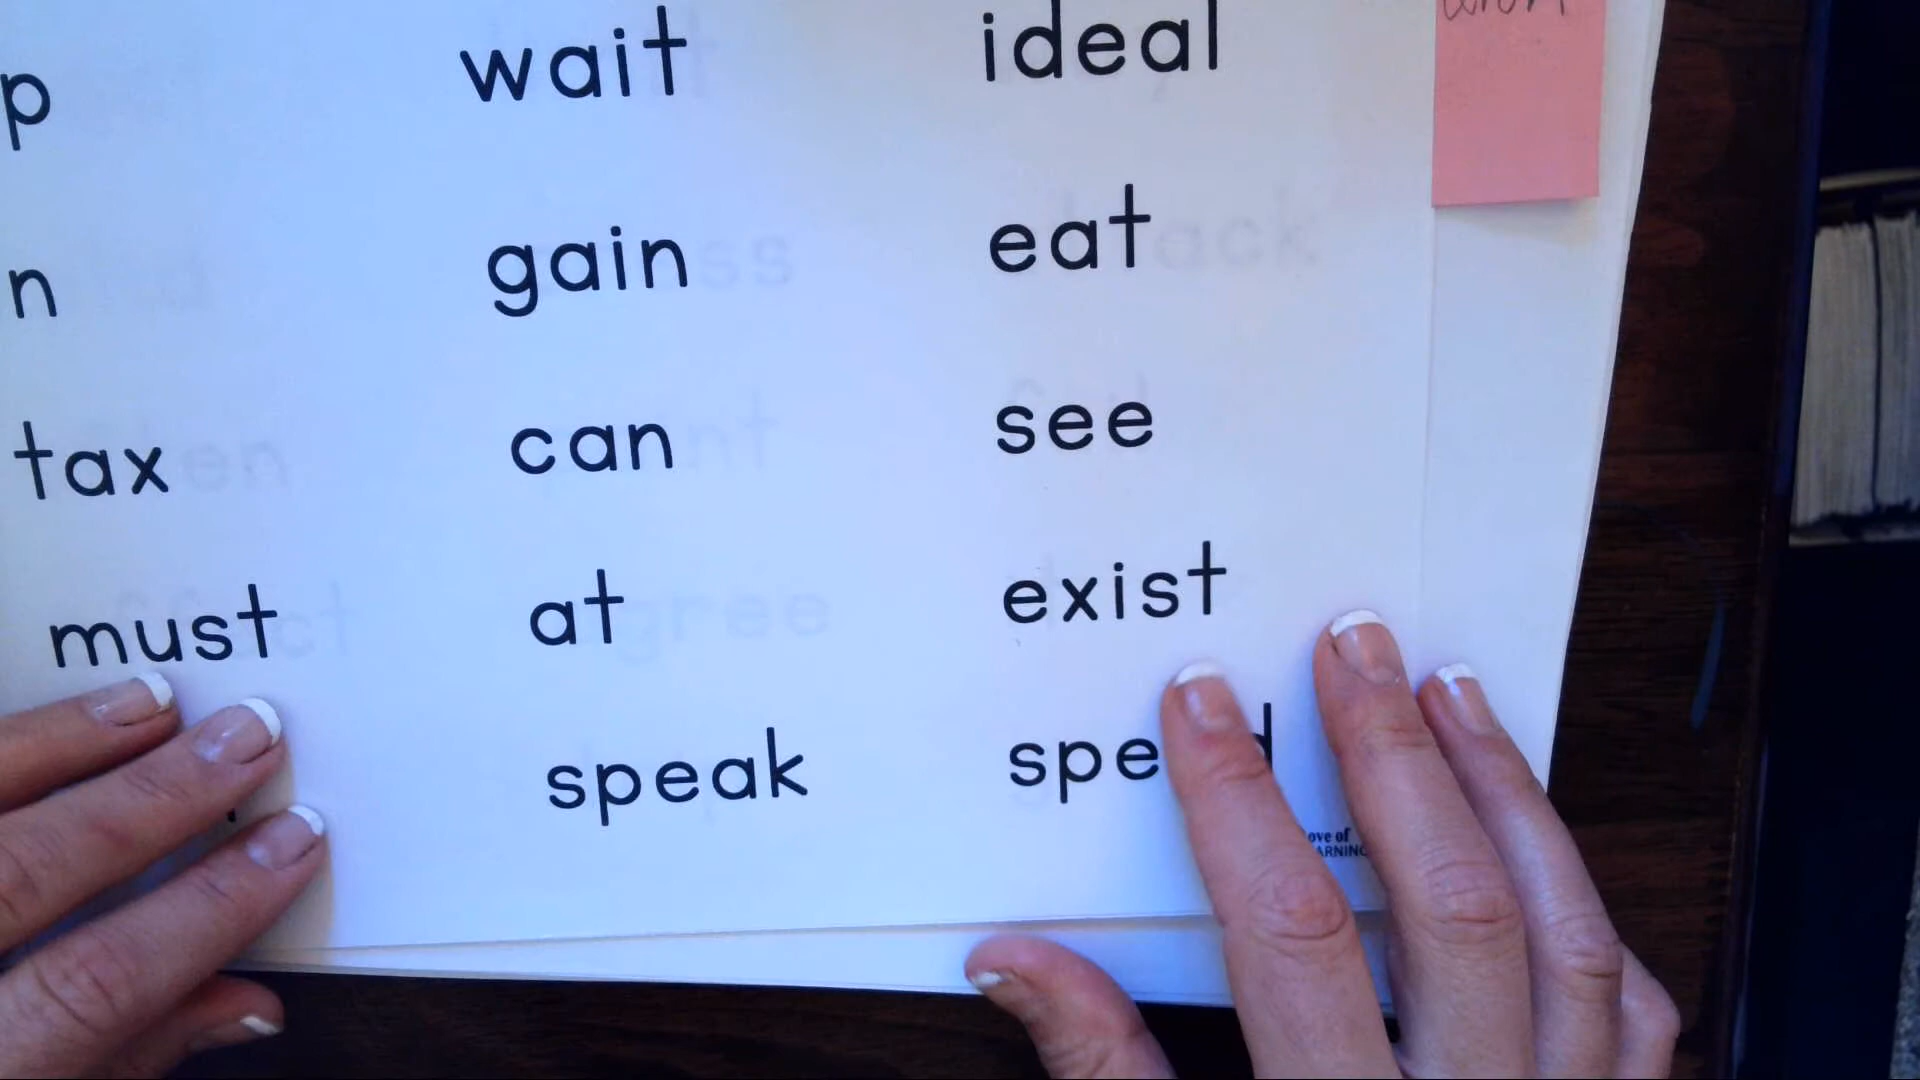 wait ideal
gain eat
tax can see
must at exist
speak